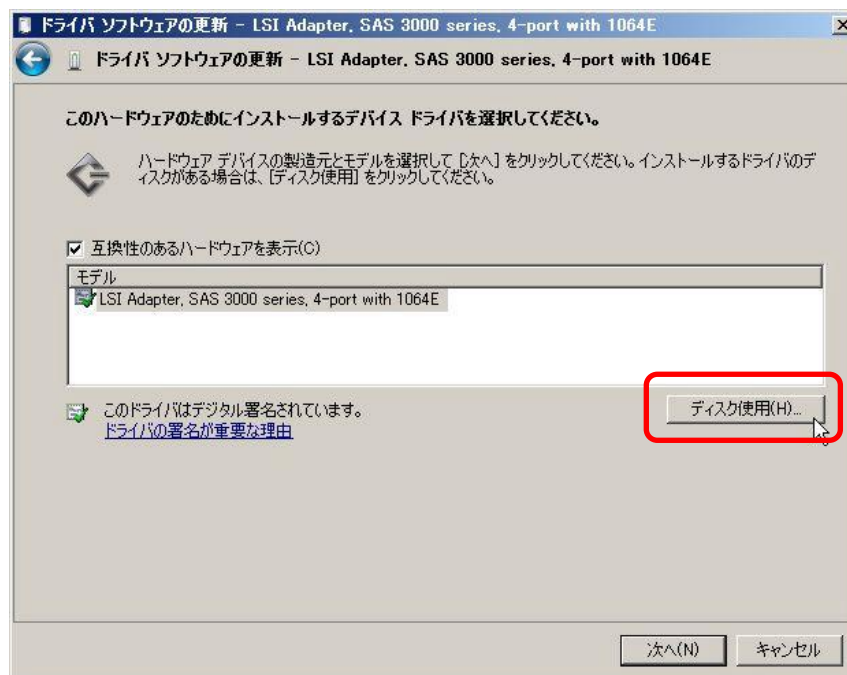 ドライバ ソフトウェアの更新 - LSI Adapter, SAS 3000 series, 4-port with 1064E
ドライバ ソフトウェアの更新 - LSI Adapter, SAS 3000 series, 4-port with 1064E
このハードウェアのためにインストールするデバイス ドライバを選択してください。
ハードウェア デバイスの製造元とモデルを選択して [次へ] をクリックしてください。インストールするドライバのデ
ィスクがある場合は、[ディスク使用] をクリックしてください。
互換性のあるハードウェアを表示(C)
モデル
LSI Adapter, SAS 3000 series, 4-port with 1064E
このドライバはデジタル署名されています。
ドライバの署名が重要な理由
ディスク使用(H)...
次へ(N)
キャンセル